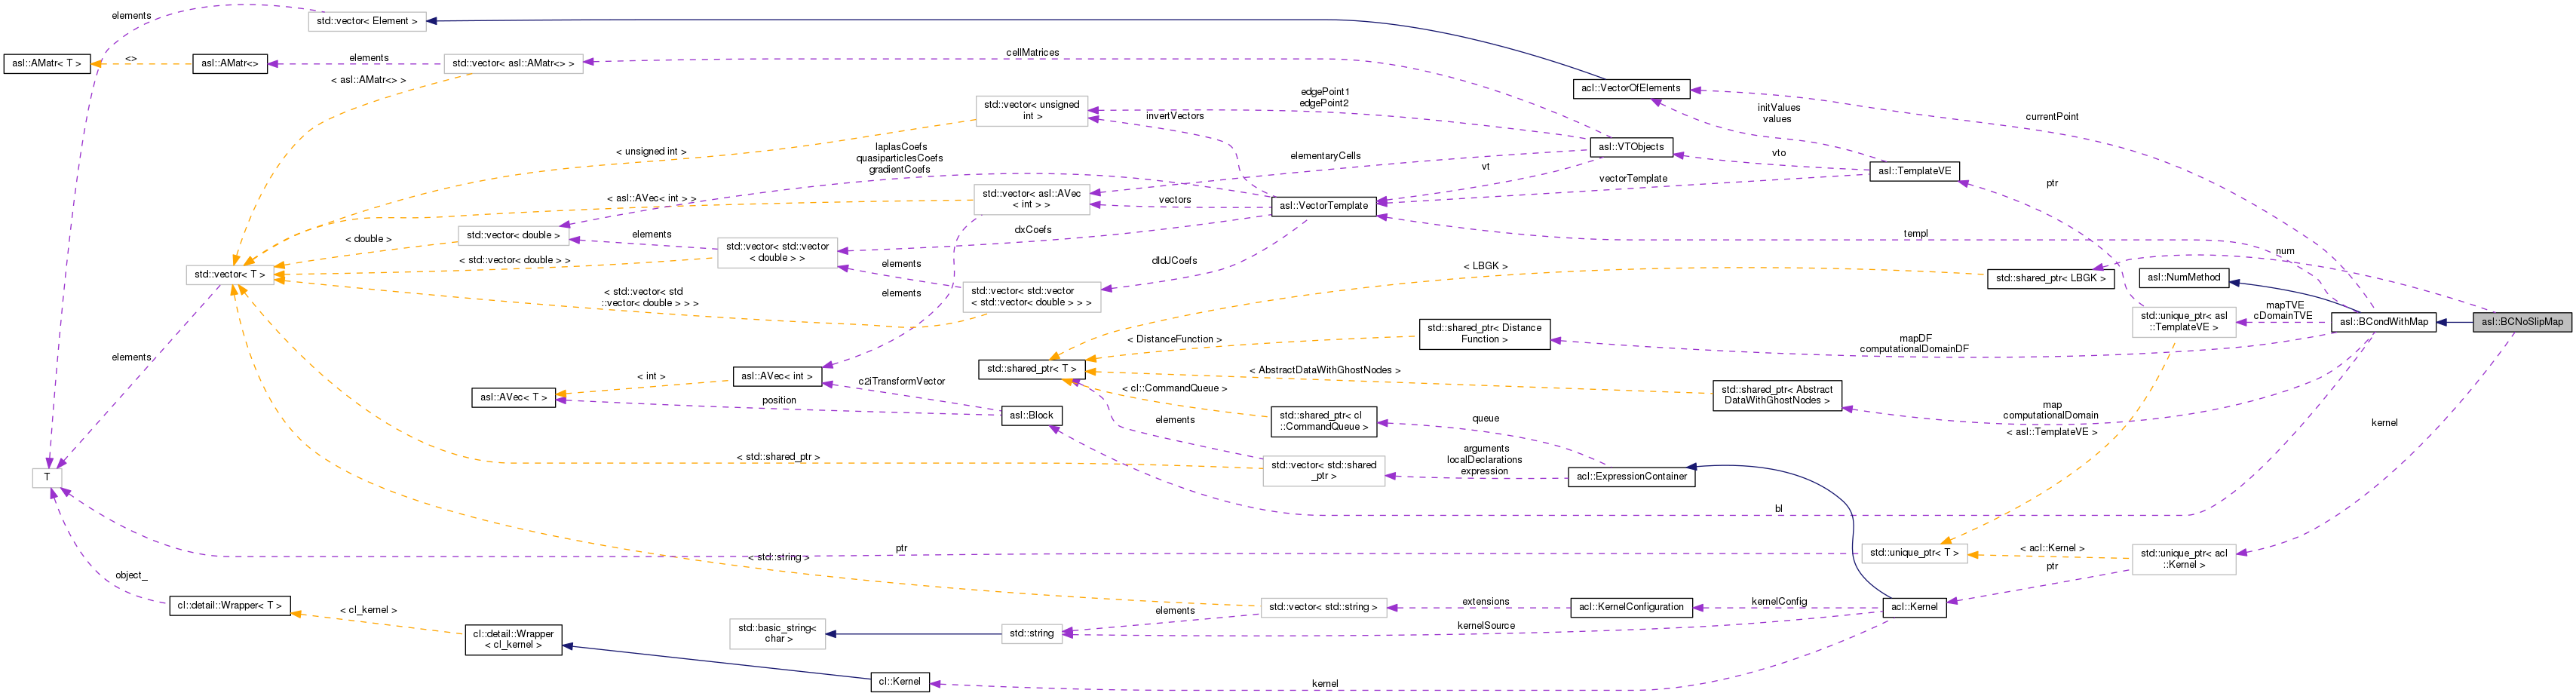 elements
std::vector< Element >
asl::AMatr< T >
<>
asl::AMatr<>
elements
std::vector< asl::AMatr<> >
cellMatrices
< asl::AMatr<> >
acl::VectorOfElements
currentPoint
std::vector< unsigned
int >
edgePoint1
edgePoint2
invertVectors
initValues
values
asl::VTObjects
vto
asl::TemplateVE
ptr
< unsigned int >
laplasCoefs
quasiparticlesCoefs
gradientCoefs
elementaryCells
vt
vectorTemplate
std::vector< asl::AVec
< int > >
< asl::AVec< int > >
vectors
asl::VectorTemplate
std::vector< double >
< double >
elements
std::vector< std::vector
< double > >
dxCoefs
templ
num
< std::vector< double > >
elements
dldJCoefs
< LBGK >
std::shared_ptr< LBGK >
asl::NumMethod
std::vector< T >
< std::vector< std
::vector< double > > >
elements
std::vector< std::vector
< std::vector< double > > >
std::unique_ptr< asl
::TemplateVE >
mapTVE
cDomainTVE
asl::BCondWithMap
asl::BCNoSlipMap
std::shared_ptr< Distance
Function >
< DistanceFunction >
mapDF
computationalDomainDF
elements
std::shared_ptr< T >
< AbstractDataWithGhostNodes >
std::shared_ptr< Abstract
DataWithGhostNodes >
map
computationalDomain
< asl::TemplateVE >
asl::AVec< T >
< int >
position
asl::AVec< int >
c2iTransformVector
asl::Block
< cl::CommandQueue >
elements
std::shared_ptr< cl
::CommandQueue >
queue
kernel
T
< std::shared_ptr >
std::vector< std::shared
_ptr >
arguments
localDeclarations
expression
acl::ExpressionContainer
bl
ptr
< std::string >
std::unique_ptr< T >
< acl::Kernel >
ptr
std::unique_ptr< acl
::Kernel >
object_
cl::detail::Wrapper< T >
< cl_kernel >
cl::detail::Wrapper
< cl_kernel >
std::basic_string<
char >
std::string
elements
std::vector< std::string >
extensions
acl::KernelConfiguration
kernelConfig
acl::Kernel
kernelSource
cl::Kernel
kernel